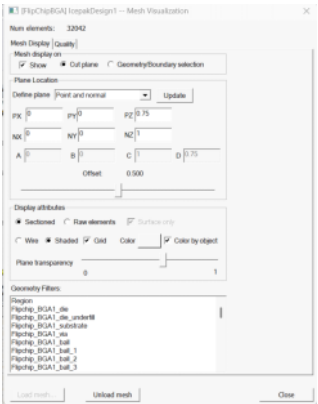 [FlipChipBGA] IcepakDesign1 - Mesh Visualization
Num elements: 32042
Mesh Display Quality
Mesh display on
Show Cut plane Geometry/Boundary selection
Plane Location
Define plane Point and normal Update
PX 0 PY 0 PZ 0.75
NX 0 NY 0 NZ 1
A 0 B 0 C 1 D 0.75
Offset 0.500
Display attributes
Sectioned Raw elements Surface only
Wire Shaded Grid Color Color by object
Plane transparency
0 1
Geometry Filters:
Region
Flipchip_BGA1_die
Flipchip_BGA1_die_underfill
Flipchip_BGA1_substrate
Flipchip_BGA1_via
Flipchip_BGA1_ball
Flipchip_BGA1_ball_1
Flipchip_BGA1_ball_2
Flipchip_BGA1_ball_3
Load mesh... Unload mesh Close